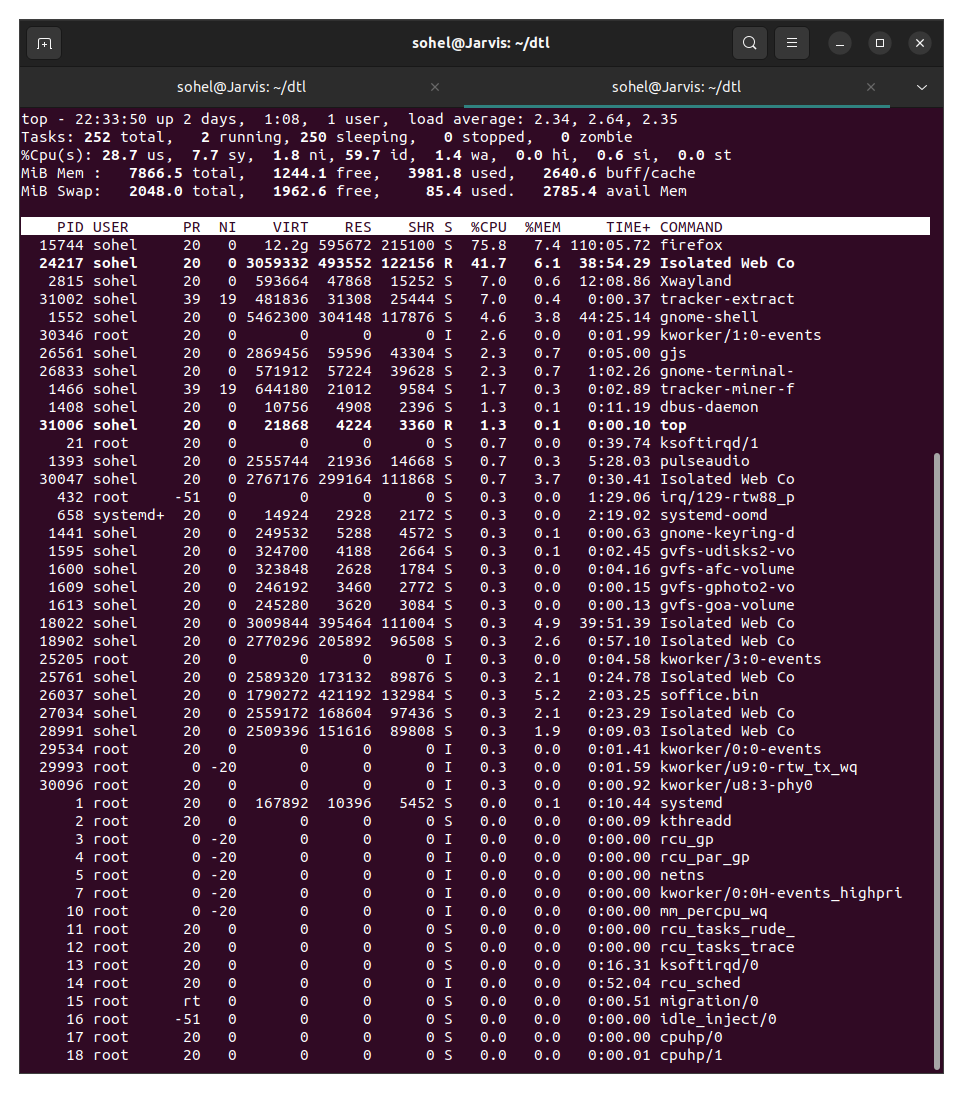 sohel@Jarvis: ~/dtl
sohel@Jarvis: ~/dtl
sohel@Jarvis: ~/dtl
top - 22:33:50 up 2 days,  1:08,  1 user,  load average: 2.34, 2.64, 2.35
Tasks: 252 total,   2 running, 250 sleeping,   0 stopped,   0 zombie
%Cpu(s): 28.7 us,  7.7 sy,  1.8 ni, 59.7 id,  1.4 wa,  0.0 hi,  0.6 si,  0.0 st
MiB Mem :   7866.5 total,   1244.1 free,   3981.8 used,   2640.6 buff/cache
MiB Swap:   2048.0 total,   1962.6 free,     85.4 used.   2785.4 avail Mem
PID USER      PR  NI    VIRT    RES    SHR S  %CPU  %MEM     TIME+ COMMAND
15744 sohel     20   0   12.2g 595672 215100 S  75.8   7.4 110:05.72 firefox
24217 sohel     20   0 3059332 493552 122156 R  41.7   6.1  38:54.29 Isolated Web Co
2815 sohel     20   0  593664  47868  15252 S   7.0   0.6  12:08.86 Xwayland
31002 sohel     39  19  481836  31308  25444 S   7.0   0.4   0:00.37 tracker-extract
1552 sohel     20   0 5462300 304148 117876 S   4.6   3.8  44:25.14 gnome-shell
30346 root      20   0       0      0      0 I   2.6   0.0   0:01.99 kworker/1:0-events
26561 sohel     20   0 2869456  59596  43304 S   2.3   0.7   0:05.00 gjs
26833 sohel     20   0  571912  57224  39628 S   2.3   0.7   1:02.26 gnome-terminal-
1466 sohel     39  19  644180  21012   9584 S   1.7   0.3   0:02.89 tracker-miner-f
1408 sohel     20   0   10756   4908   2396 S   1.3   0.1   0:11.19 dbus-daemon
31006 sohel     20   0   21868   4224   3360 R   1.3   0.1   0:00.10 top
21 root      20   0       0      0      0 S   0.7   0.0   0:39.74 ksoftirqd/1
1393 sohel     20   0 2555744  21936  14668 S   0.7   0.3   5:28.03 pulseaudio
30047 sohel     20   0 2767176 299164 111868 S   0.7   3.7   0:30.41 Isolated Web Co
432 root     -51   0       0      0      0 S   0.3   0.0   1:29.06 irq/129-rtw88_p
658 systemd+  20   0   14924   2928   2172 S   0.3   0.0   2:19.02 systemd-oomd
1441 sohel     20   0  249532   5288   4572 S   0.3   0.1   0:00.63 gnome-keyring-d
1595 sohel     20   0  324700   4188   2664 S   0.3   0.1   0:02.45 gvfs-udisks2-vo
1600 sohel     20   0  323848   2628   1784 S   0.3   0.0   0:04.16 gvfs-afc-volume
1609 sohel     20   0  246192   3460   2772 S   0.3   0.0   0:00.15 gvfs-gphoto2-vo
1613 sohel     20   0  245280   3620   3084 S   0.3   0.0   0:00.13 gvfs-goa-volume
18022 sohel     20   0 3009844 395464 111004 S   0.3   4.9  39:51.39 Isolated Web Co
18902 sohel     20   0 2770296 205892  96508 S   0.3   2.6   0:57.10 Isolated Web Co
25205 root      20   0       0      0      0 I   0.3   0.0   0:04.58 kworker/3:0-events
25761 sohel     20   0 2589320 173132  89876 S   0.3   2.1   0:24.78 Isolated Web Co
26037 sohel     20   0 1790272 421192 132984 S   0.3   5.2   2:03.25 soffice.bin
27034 sohel     20   0 2559172 168604  97436 S   0.3   2.1   0:23.29 Isolated Web Co
28991 sohel     20   0 2509396 151616  89808 S   0.3   1.9   0:09.03 Isolated Web Co
29534 root      20   0       0      0      0 I   0.3   0.0   0:01.41 kworker/0:0-events
29993 root       0 -20       0      0      0 I   0.3   0.0   0:01.59 kworker/u9:0-rtw_tx_wq
30096 root      20   0       0      0      0 I   0.3   0.0   0:00.92 kworker/u8:3-phy0
1 root      20   0  167892  10396   5452 S   0.0   0.1   0:10.44 systemd
2 root      20   0       0      0      0 S   0.0   0.0   0:00.09 kthreadd
3 root       0 -20       0      0      0 I   0.0   0.0   0:00.00 rcu_gp
4 root       0 -20       0      0      0 I   0.0   0.0   0:00.00 rcu_par_gp
5 root       0 -20       0      0      0 I   0.0   0.0   0:00.00 netns
7 root       0 -20       0      0      0 I   0.0   0.0   0:00.00 kworker/0:0H-events_highpri
10 root       0 -20       0      0      0 I   0.0   0.0   0:00.00 mm_percpu_wq
11 root      20   0       0      0      0 S   0.0   0.0   0:00.00 rcu_tasks_rude_
12 root      20   0       0      0      0 S   0.0   0.0   0:00.00 rcu_tasks_trace
13 root      20   0       0      0      0 S   0.0   0.0   0:16.31 ksoftirqd/0
14 root      20   0       0      0      0 I   0.0   0.0   0:52.04 rcu_sched
15 root      rt   0       0      0      0 S   0.0   0.0   0:00.51 migration/0
16 root     -51   0       0      0      0 S   0.0   0.0   0:00.00 idle_inject/0
17 root      20   0       0      0      0 S   0.0   0.0   0:00.00 cpuhp/0
18 root      20   0       0      0      0 S   0.0   0.0   0:00.01 cpuhp/1